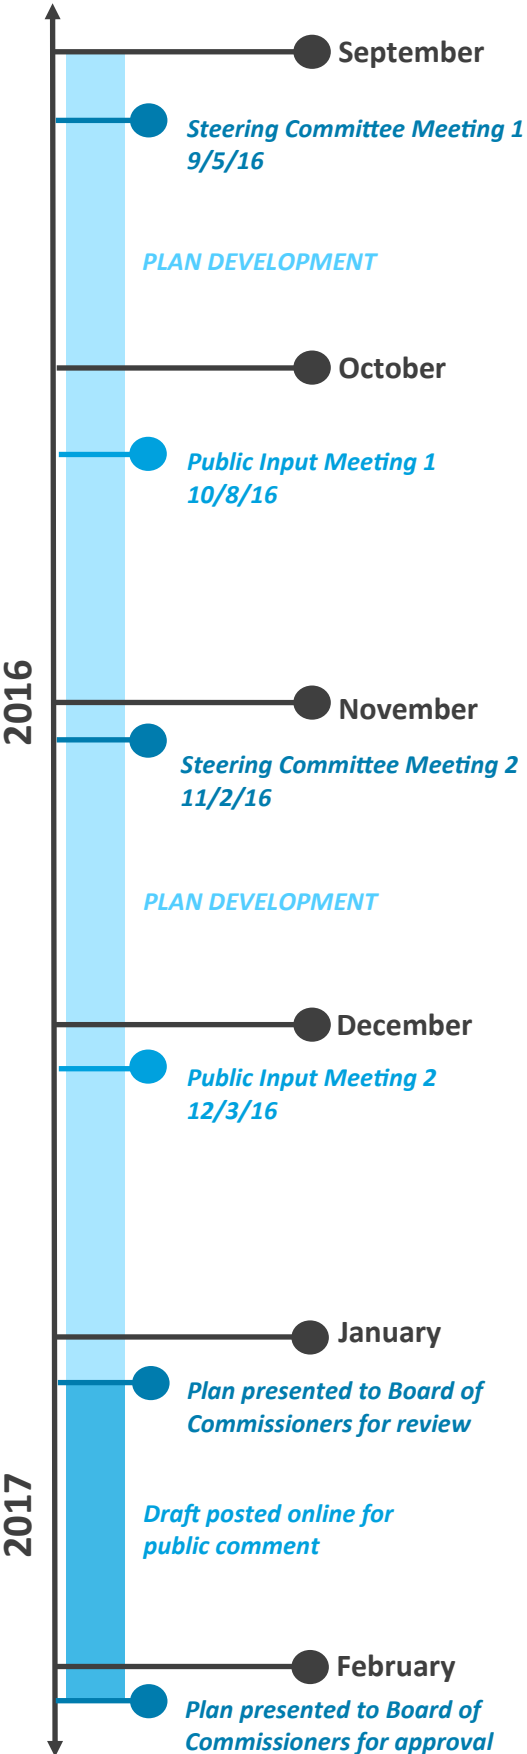 September
Steering Committee Meeting 1
9/5/16
PLAN DEVELOPMENT
October
Public Input Meeting 1
10/8/16
2016
November
Steering Committee Meeting 2
11/2/16
PLAN DEVELOPMENT
December
Public Input Meeting 2
12/3/16
January
Plan presented to Board of
Commissioners for review
2017
Draft posted online for
public comment
February
Plan presented to Board of
Commissioners for approval